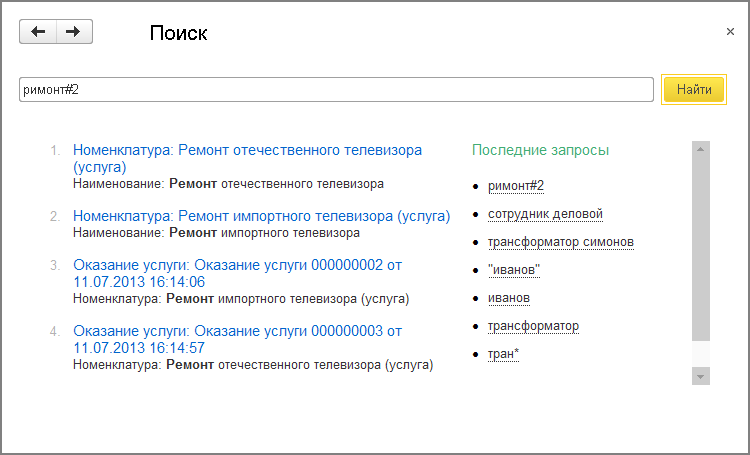 Поиск
×
римонт#2
Найти
1. Номенклатура: Ремонт отечественного телевизора
(услуга)
Наименование: Ремонт отечественного телевизора
2. Номенклатура: Ремонт импортного телевизора (услуга)
Наименование: Ремонт импортного телевизора
3. Оказание услуги: Оказание услуги 000000002 от
11.07.2013 16:14:06
Номенклатура: Ремонт импортного телевизора (услуга)
4. Оказание услуги: Оказание услуги 000000003 от
11.07.2013 16:14:57
Номенклатура: Ремонт отечественного телевизора (услуга)
Последние запросы
римонт#2
сотрудник деловой
трансформатор симонов
"иванов"
иванов
трансформатор
тран*